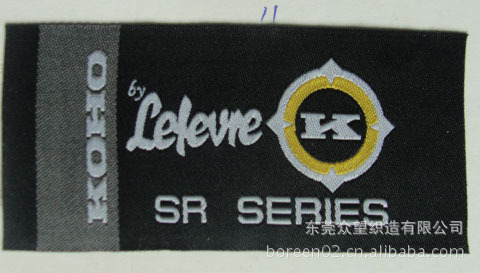 11
KOHO
by
Lefevre
K
SR SERIES
东莞众望织造有限公司
boreen02.cn.alibaba.com